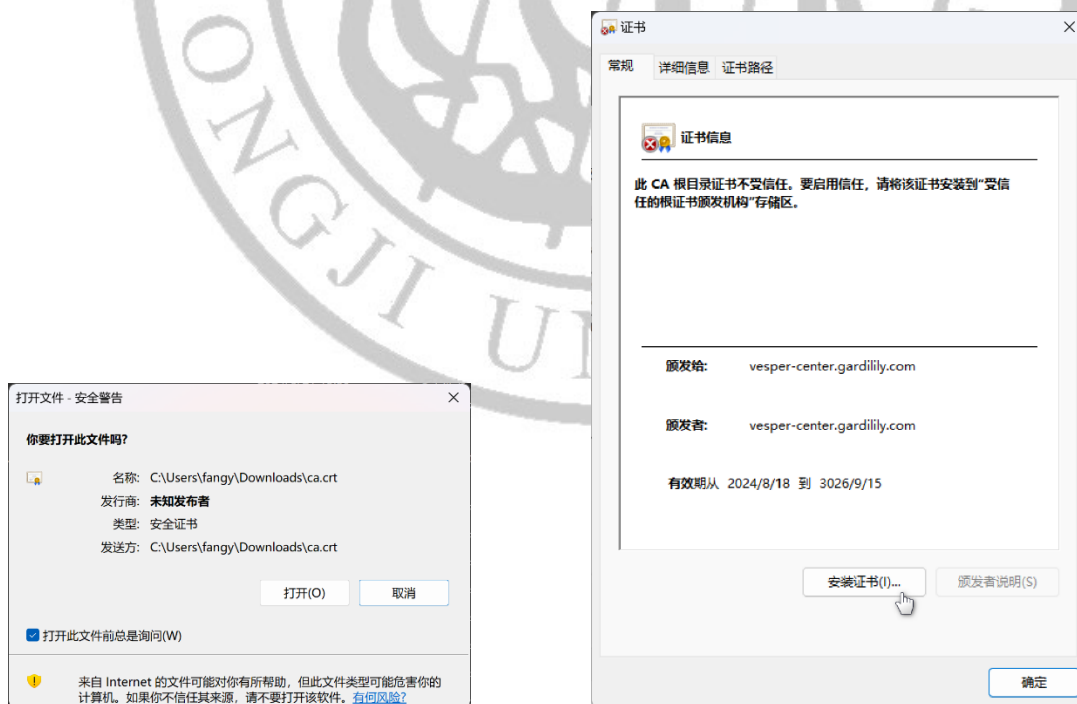 ONGJI UNI
打开文件 - 安全警告
你要打开此文件吗?
名称: C:\Users\fangy\Downloads\ca.crt
发行商: 未知发布者
类型: 安全证书
发送方: C:\Users\fangy\Downloads\ca.crt
打开(O) 取消
打开此文件前总是询问(W)
来自 Internet 的文件可能对你有所帮助，但此文件类型可能危害你的
计算机。如果你不信任其来源，请不要打开该软件。有何风险?
证书
常规 详细信息 证书路径
证书信息
此 CA 根目录证书不受信任。要启用信任，请将该证书安装到"受信
任的根证书颁发机构"存储区。
颁发给: vesper-center.gardilily.com
颁发者: vesper-center.gardilily.com
有效期从 2024/8/18 到 3026/9/15
安装证书(I)... 颁发者说明(S)
确定